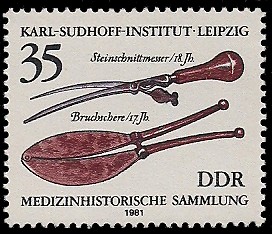 KARL-SUDHOFF-INSTITUT · LEIPZIG
35
Steinschnittmesser/18.Jh.
Bruchschere/17.Jh.
DDR
MEDIZINHISTORISCHE SAMMLUNG
1981